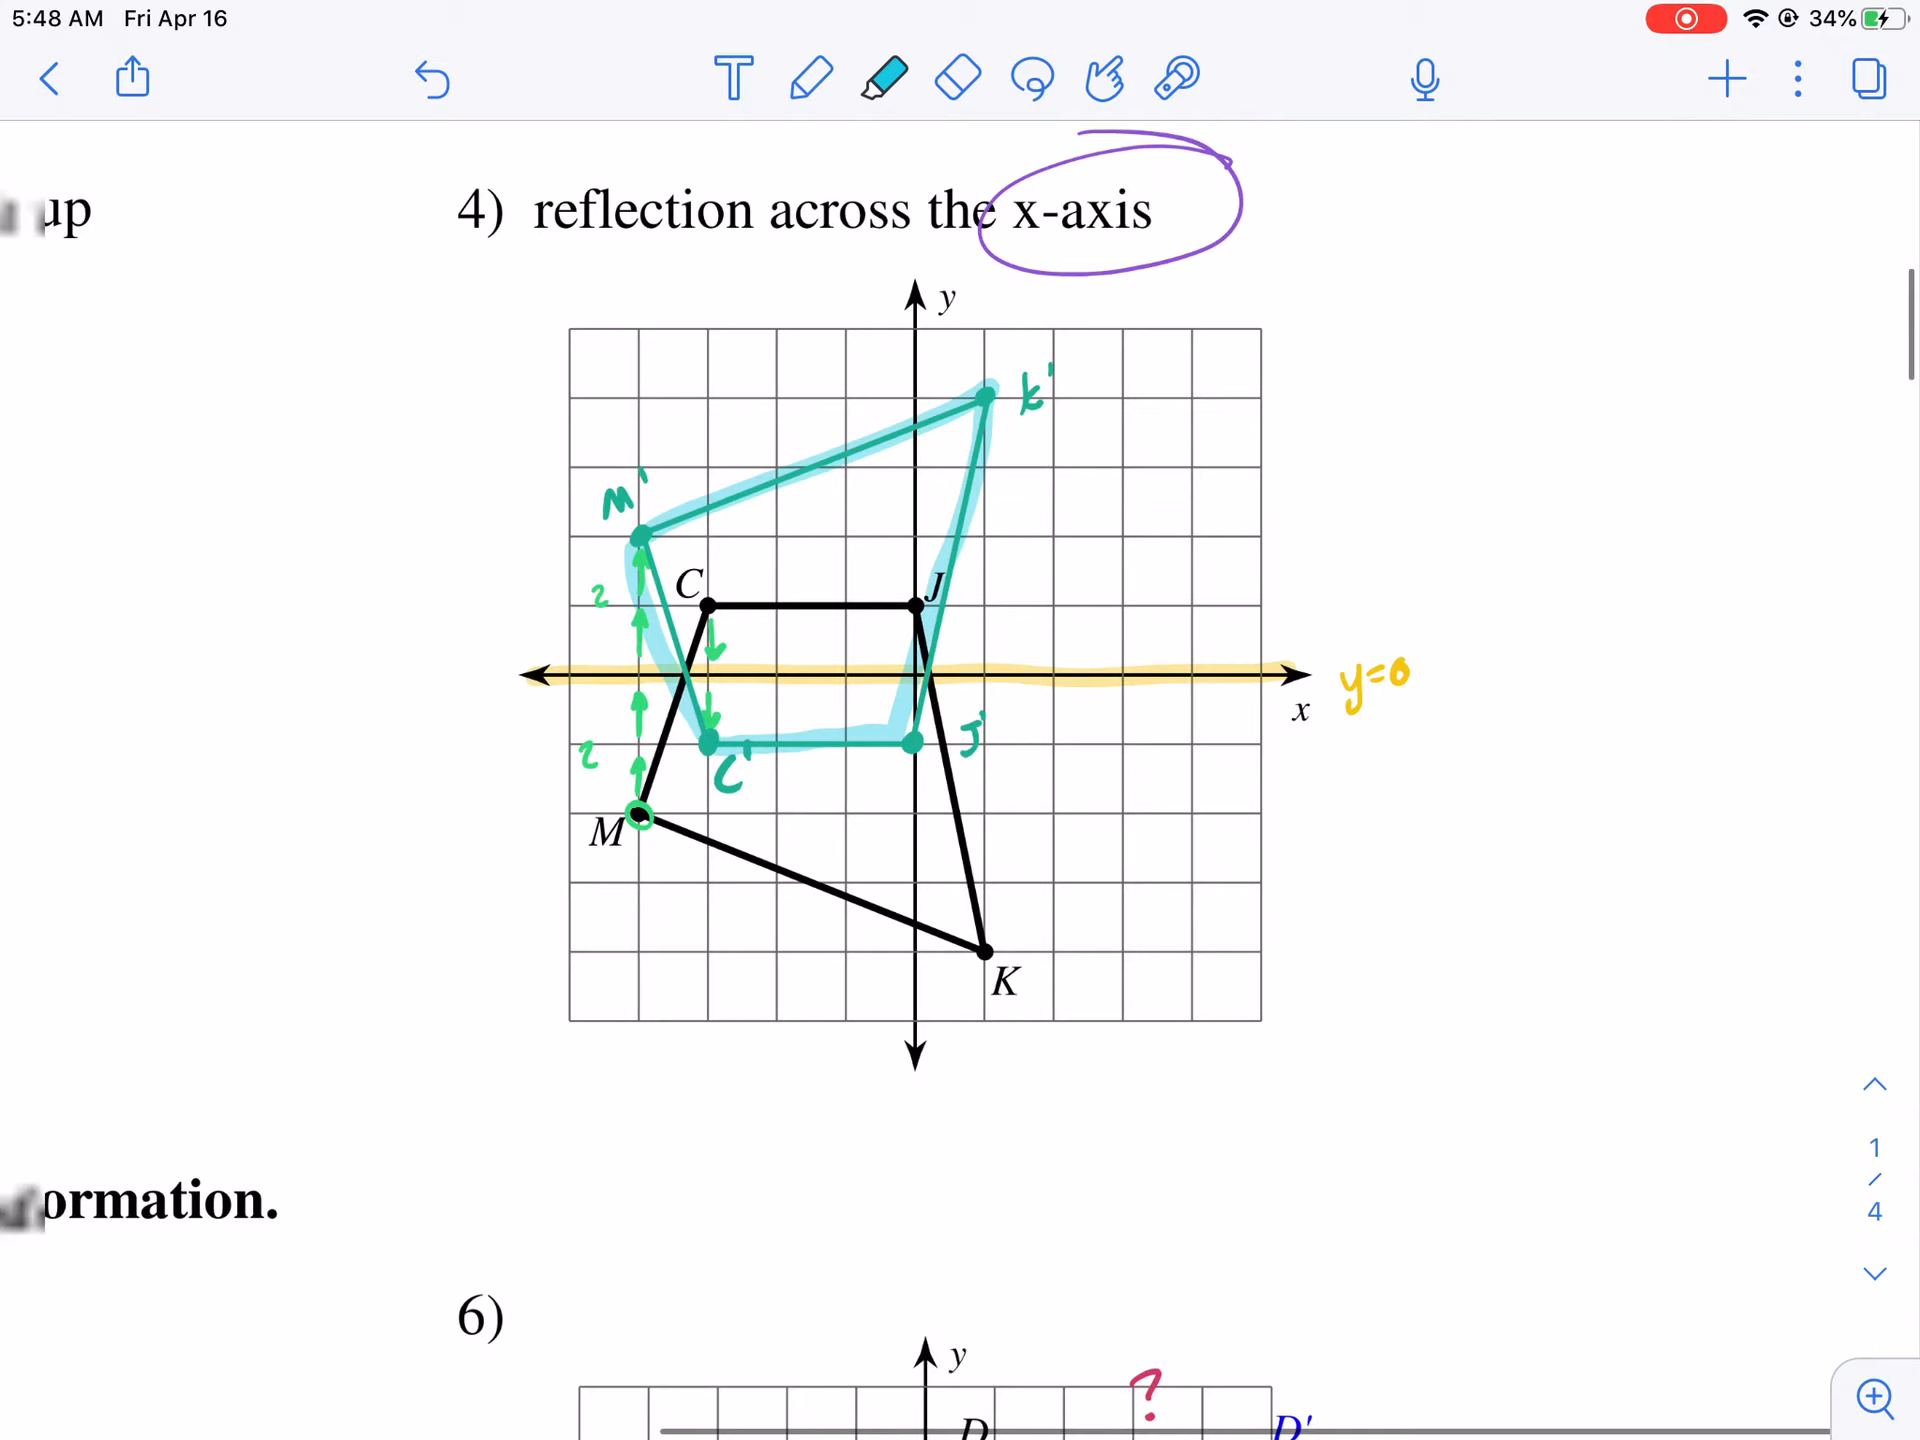 5:48 AM Fri Apr 16
34%
up
4) reflection across the x-axis
y
K'
M'
C
J
2
y=0
x
2
J'
C'
M
K
1
/
4
ormation.
6)
y
?
D
D'